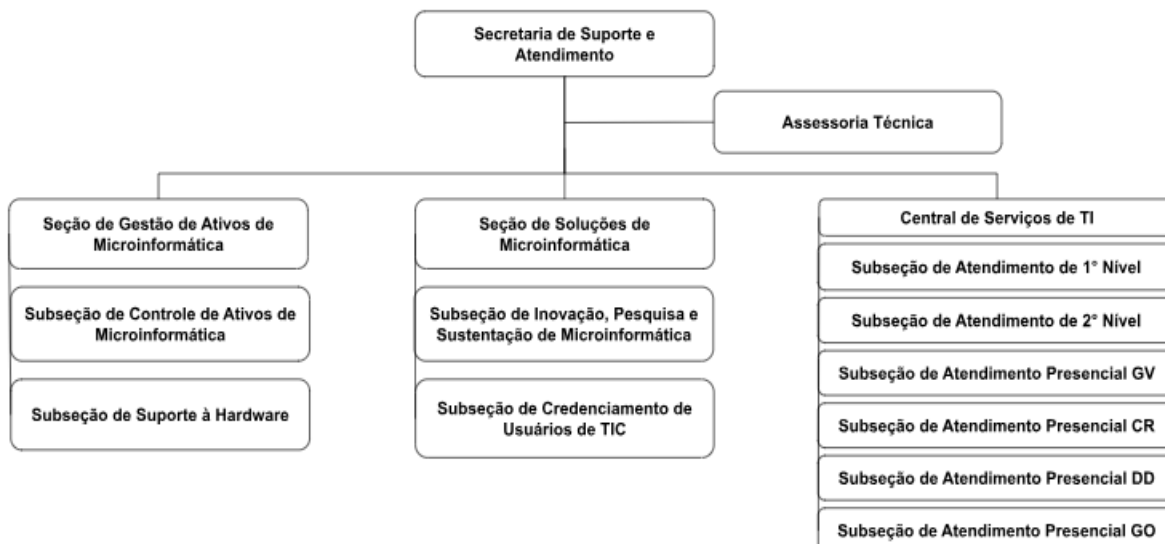 Secretaria de Suporte e
Atendimento
Assessoria Técnica
Seção de Gestão de Ativos de
Microinformática
Subseção de Controle de Ativos de
Microinformática
Subseção de Suporte à Hardware
Seção de Soluções de
Microinformática
Subseção de Inovação, Pesquisa e
Sustentação de Microinformática
Subseção de Credenciamento de
Usuários de TIC
Central de Serviços de TI
Subseção de Atendimento de 1° Nível
Subseção de Atendimento de 2° Nível
Subseção de Atendimento Presencial GV
Subseção de Atendimento Presencial CR
Subseção de Atendimento Presencial DD
Subseção de Atendimento Presencial GO